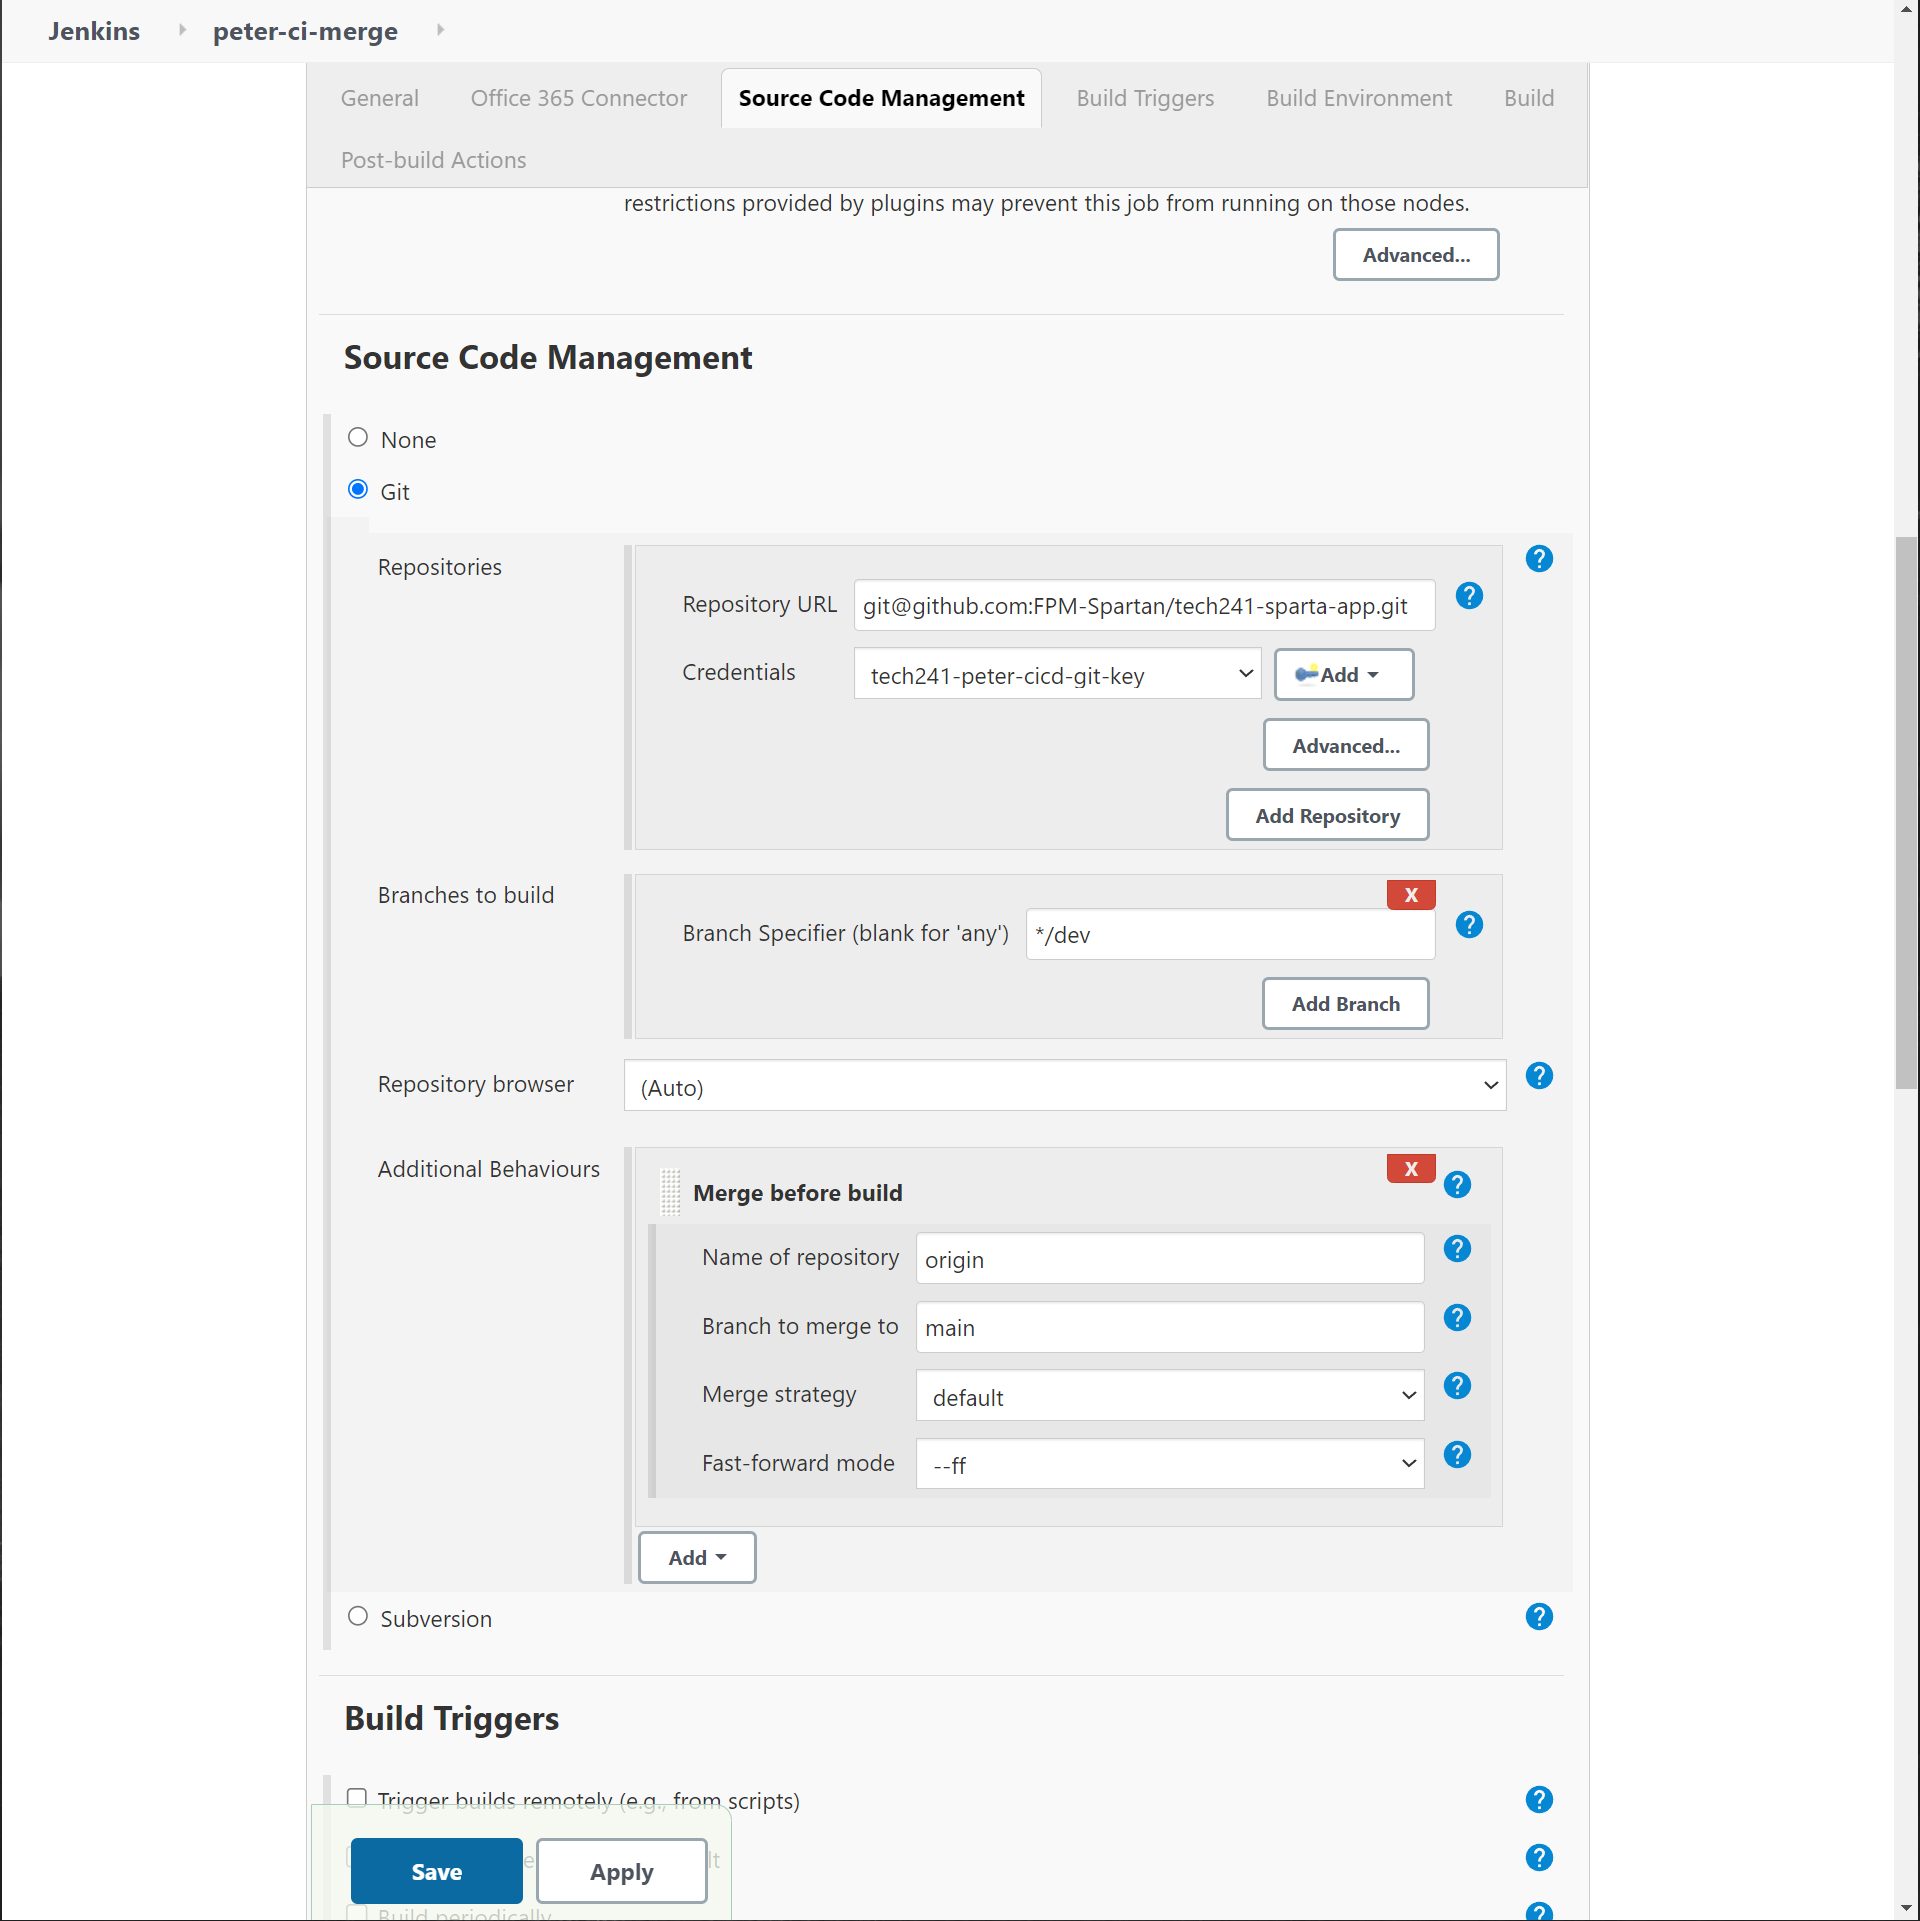 Jenkins peter-ci-merge
General Office 365 Connector Source Code Management Build Triggers Build Environment Build
Post-build Actions
restrictions provided by plugins may prevent this job from running on those nodes.
Advanced...
Source Code Management
None
Git
Repositories
Repository URL git@github.com:FPM-Spartan/tech241-sparta-app.git
Credentials tech241-peter-cicd-git-key Add
Advanced...
Add Repository
Branches to build
X
Branch Specifier (blank for 'any') */dev
Add Branch
Repository browser (Auto)
Additional Behaviours
X
Merge before build
Name of repository origin
Branch to merge to main
Merge strategy default
Fast-forward mode --ff
Add
Subversion
Build Triggers
Trigger builds remotely (e.g., from scripts)
Save Apply
Build periodically